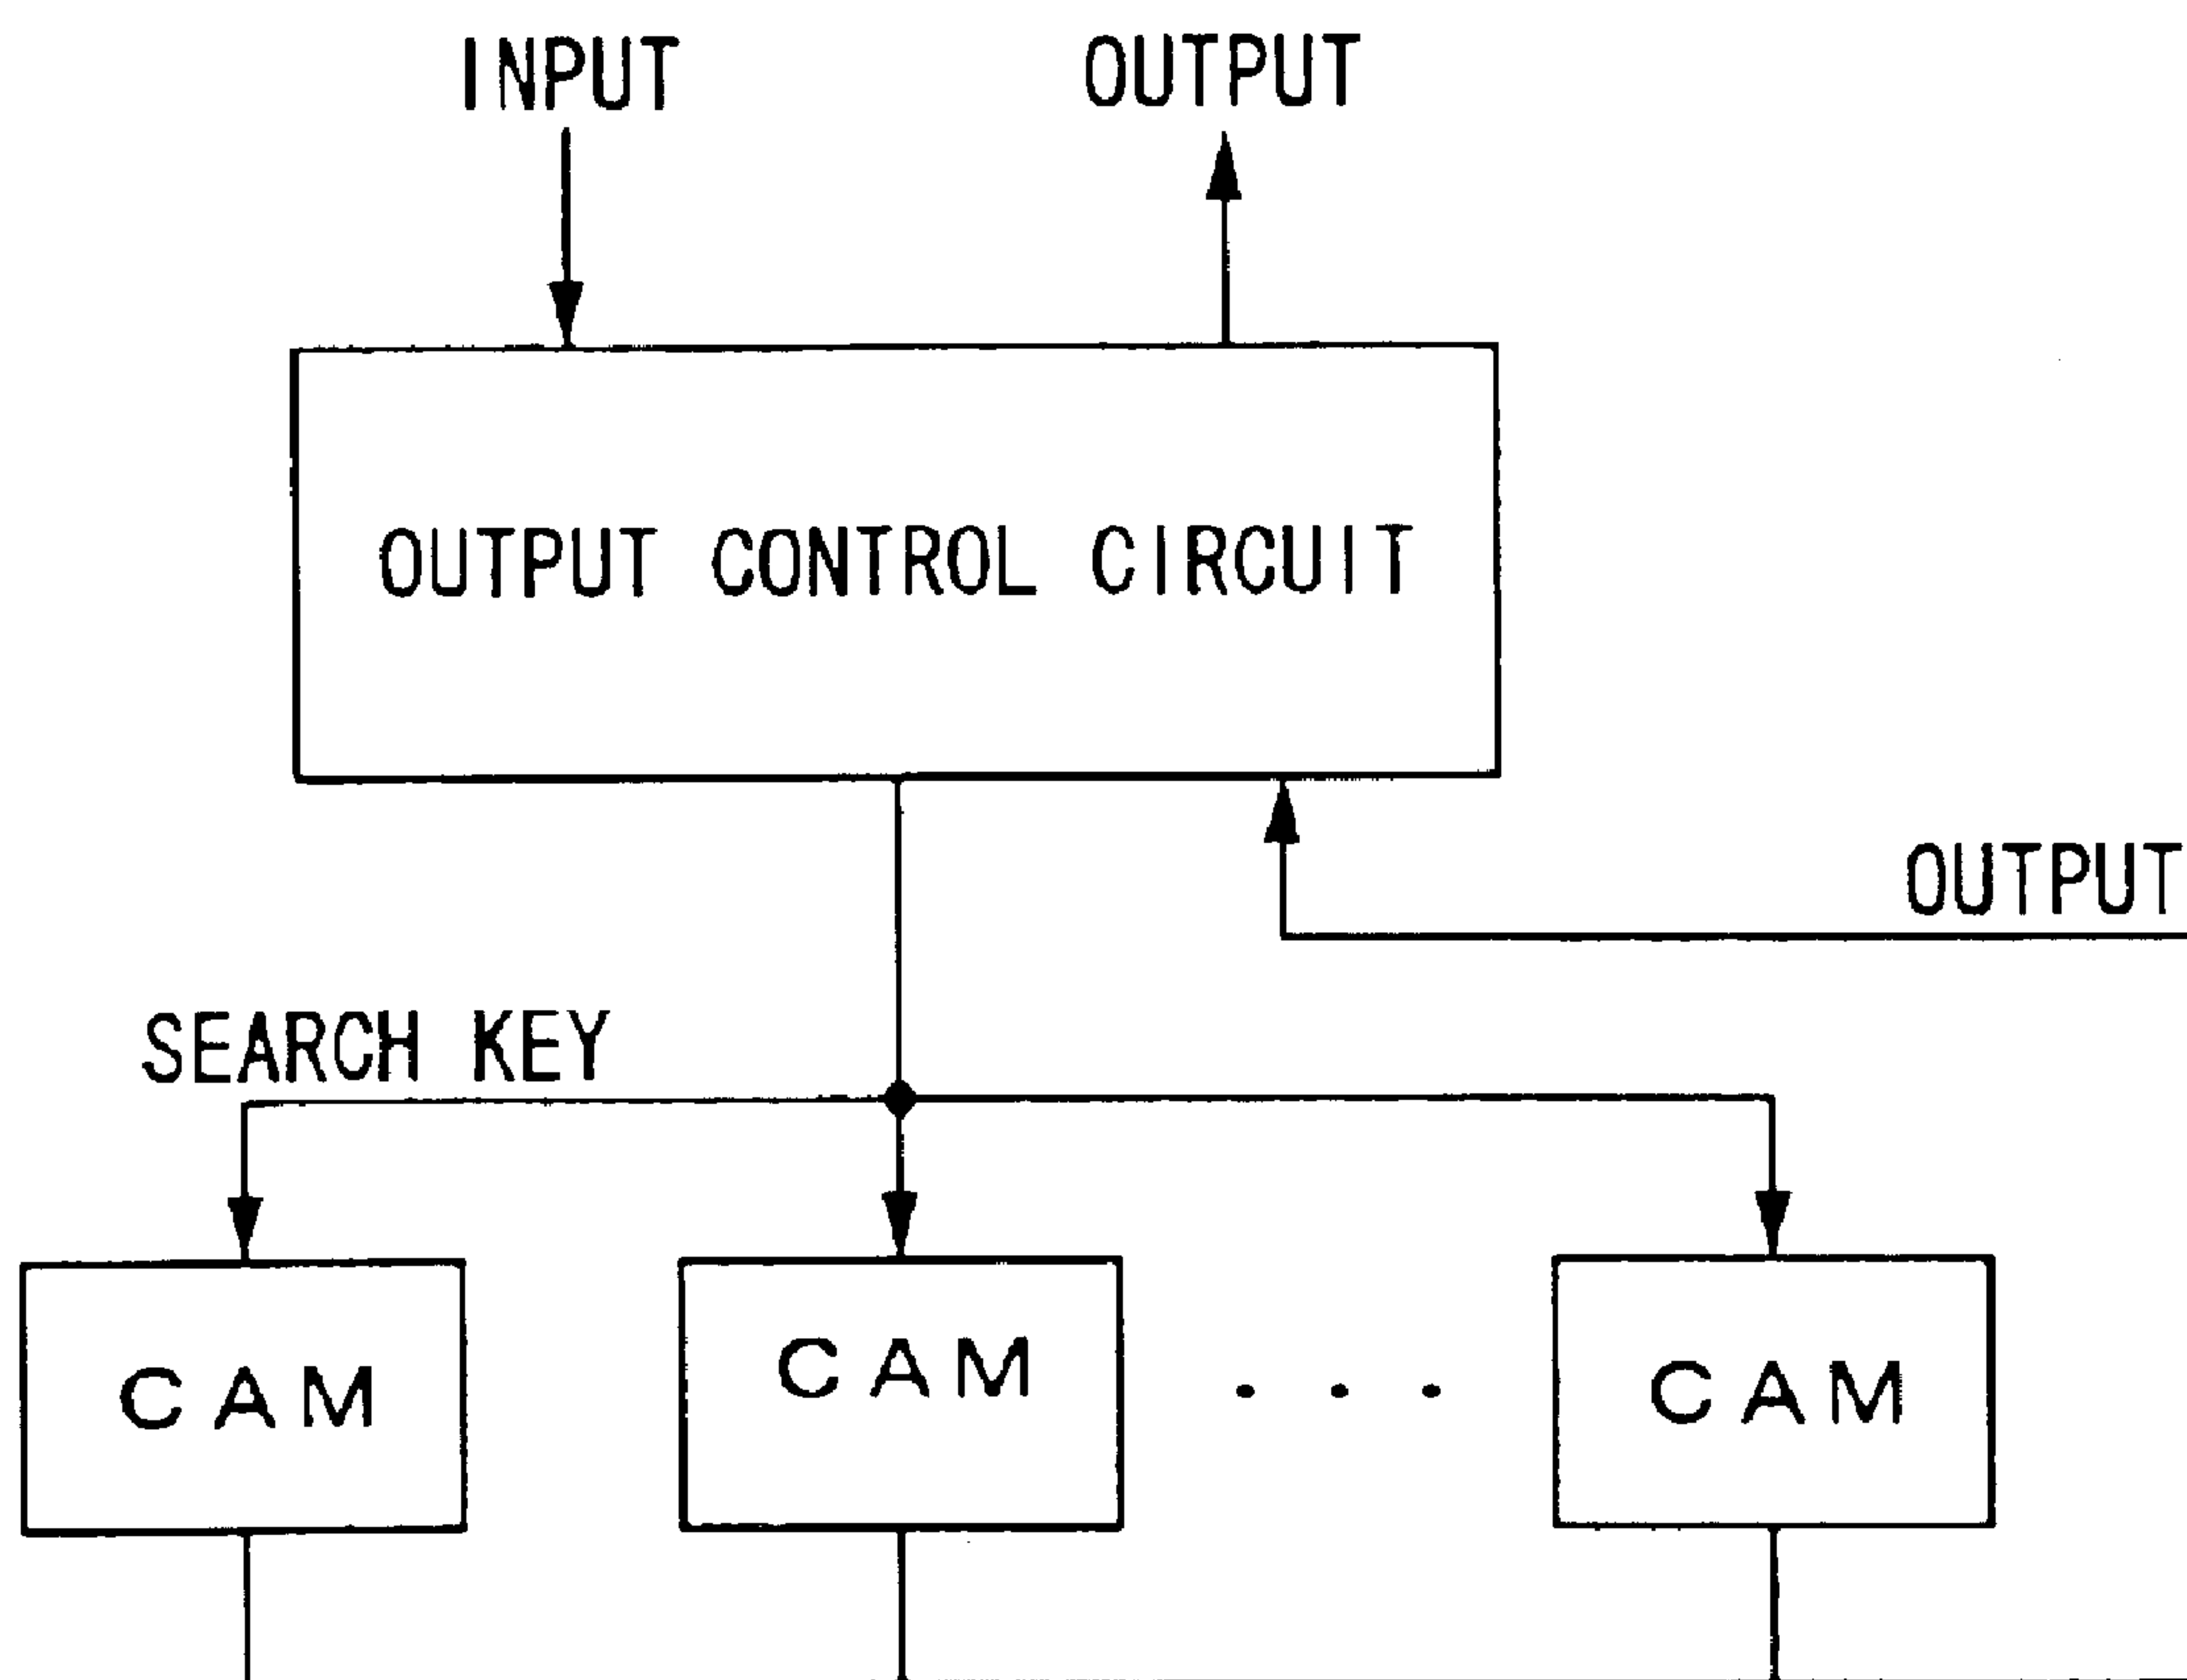 INPUT
OUTPUT
OUTPUT CONTROL CIRCUIT
OUTPUT
SEARCH KEY
CAM
CAM
. . .
CAM